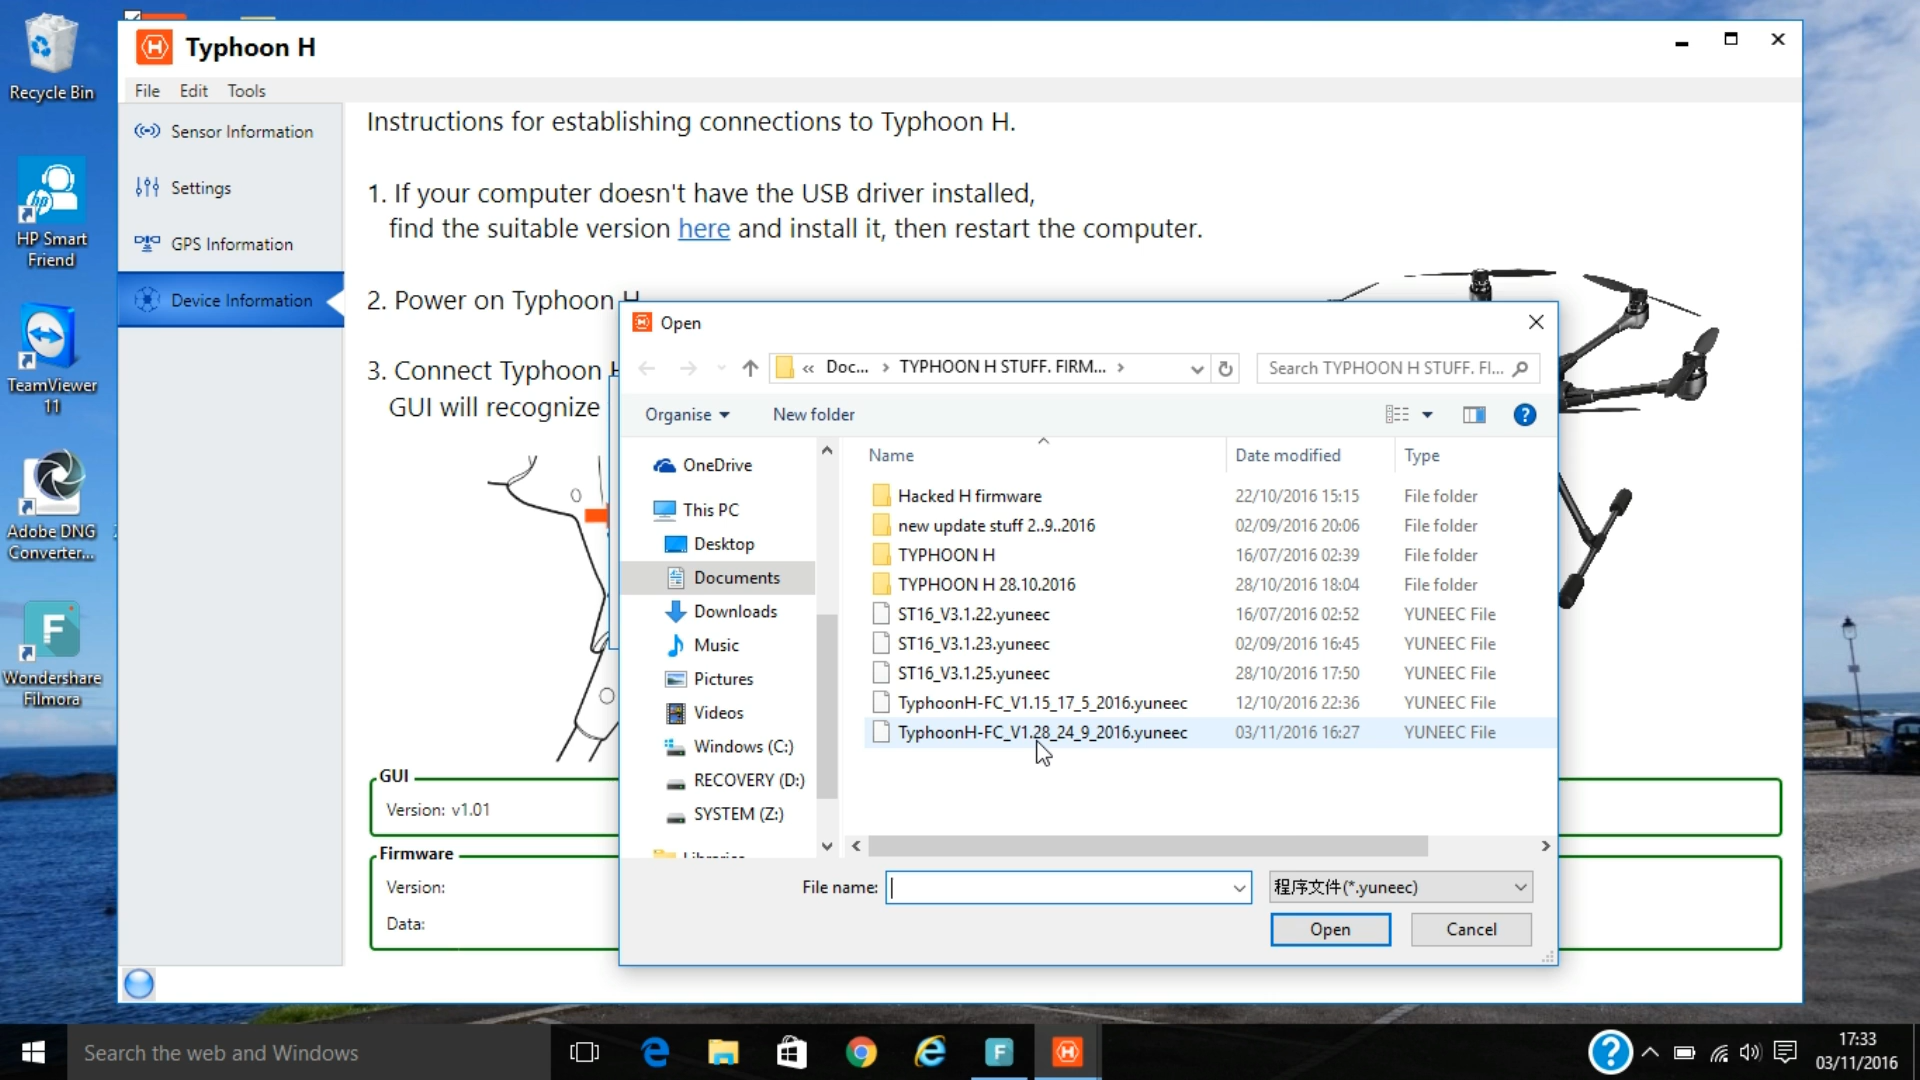 Recycle Bin
HP Smart
Friend
TeamViewer
11
Adobe DNG
Converter...
Wondershare
Filmora
Typhoon H
File Edit Tools
Sensor Information
Settings
GPS Information
Device Information
Instructions for establishing connections to Typhoon H.
1. If your computer doesn't have the USB driver installed,
find the suitable version here and install it, then restart the computer.
2. Power on Typhoon H
3. Connect Typhoon H
GUI will recognize
GUI
Version: v1.01
Firmware
Version:
Data:
Open
« Doc... › TYPHOON H STUFF. FIRM... ›
Search TYPHOON H STUFF. FI...
Organise New folder
OneDrive
This PC
Desktop
Documents
Downloads
Music
Pictures
Videos
Windows (C:)
RECOVERY (D:)
SYSTEM (Z:)
Libraries
Name Date modified Type
Hacked H firmware 22/10/2016 15:15 File folder
new update stuff 2..9..2016 02/09/2016 20:06 File folder
TYPHOON H 16/07/2016 02:39 File folder
TYPHOON H 28.10.2016 28/10/2016 18:04 File folder
ST16_V3.1.22.yuneec 16/07/2016 02:52 YUNEEC File
ST16_V3.1.23.yuneec 02/09/2016 16:45 YUNEEC File
ST16_V3.1.25.yuneec 28/10/2016 17:50 YUNEEC File
TyphoonH-FC_V1.15_17_5_2016.yuneec 12/10/2016 22:36 YUNEEC File
TyphoonH-FC_V1.28_24_9_2016.yuneec 03/11/2016 16:27 YUNEEC File
File name:
程序文件(*.yuneec)
Open Cancel
Search the web and Windows
17:33
03/11/2016